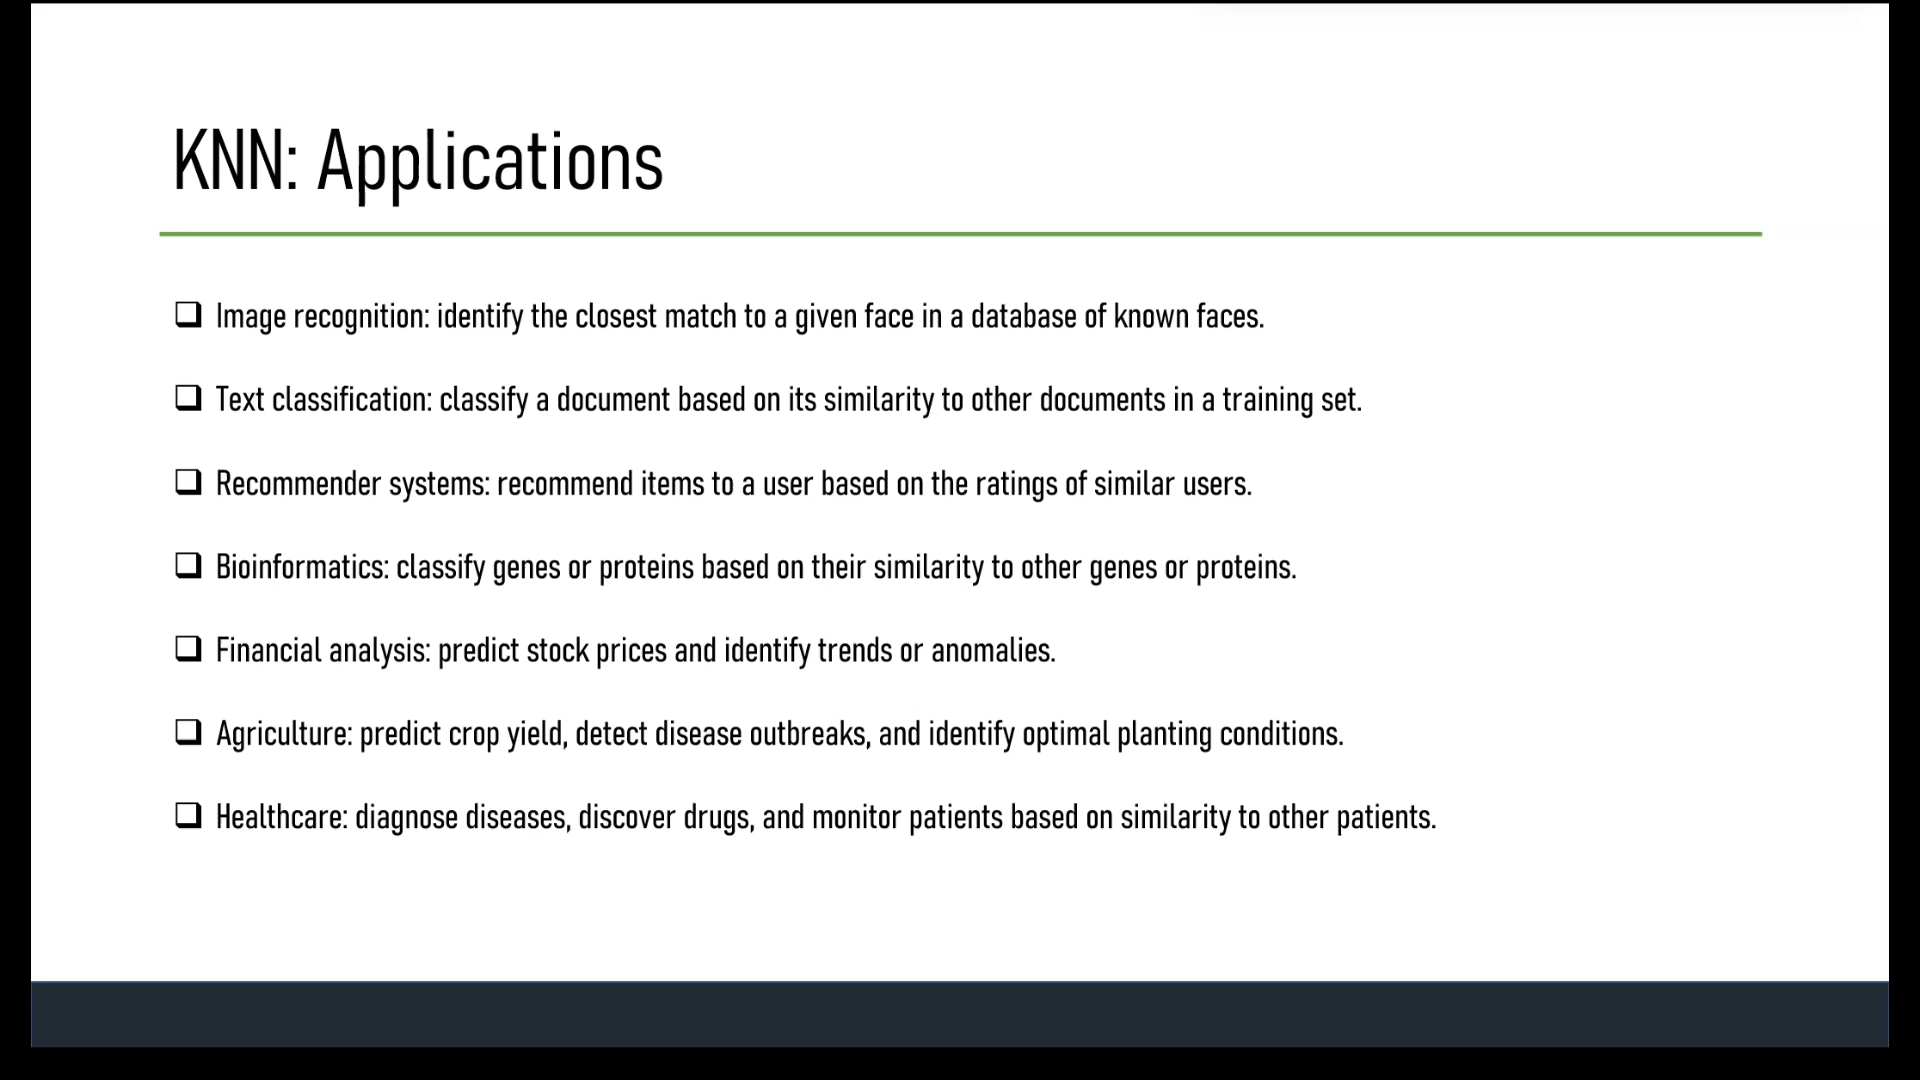 KNN: Applications
❑ Image recognition: identify the closest match to a given face in a database of known faces.
❑ Text classification: classify a document based on its similarity to other documents in a training set.
❑ Recommender systems: recommend items to a user based on the ratings of similar users.
❑ Bioinformatics: classify genes or proteins based on their similarity to other genes or proteins.
❑ Financial analysis: predict stock prices and identify trends or anomalies.
❑ Agriculture: predict crop yield, detect disease outbreaks, and identify optimal planting conditions.
❑ Healthcare: diagnose diseases, discover drugs, and monitor patients based on similarity to other patients.